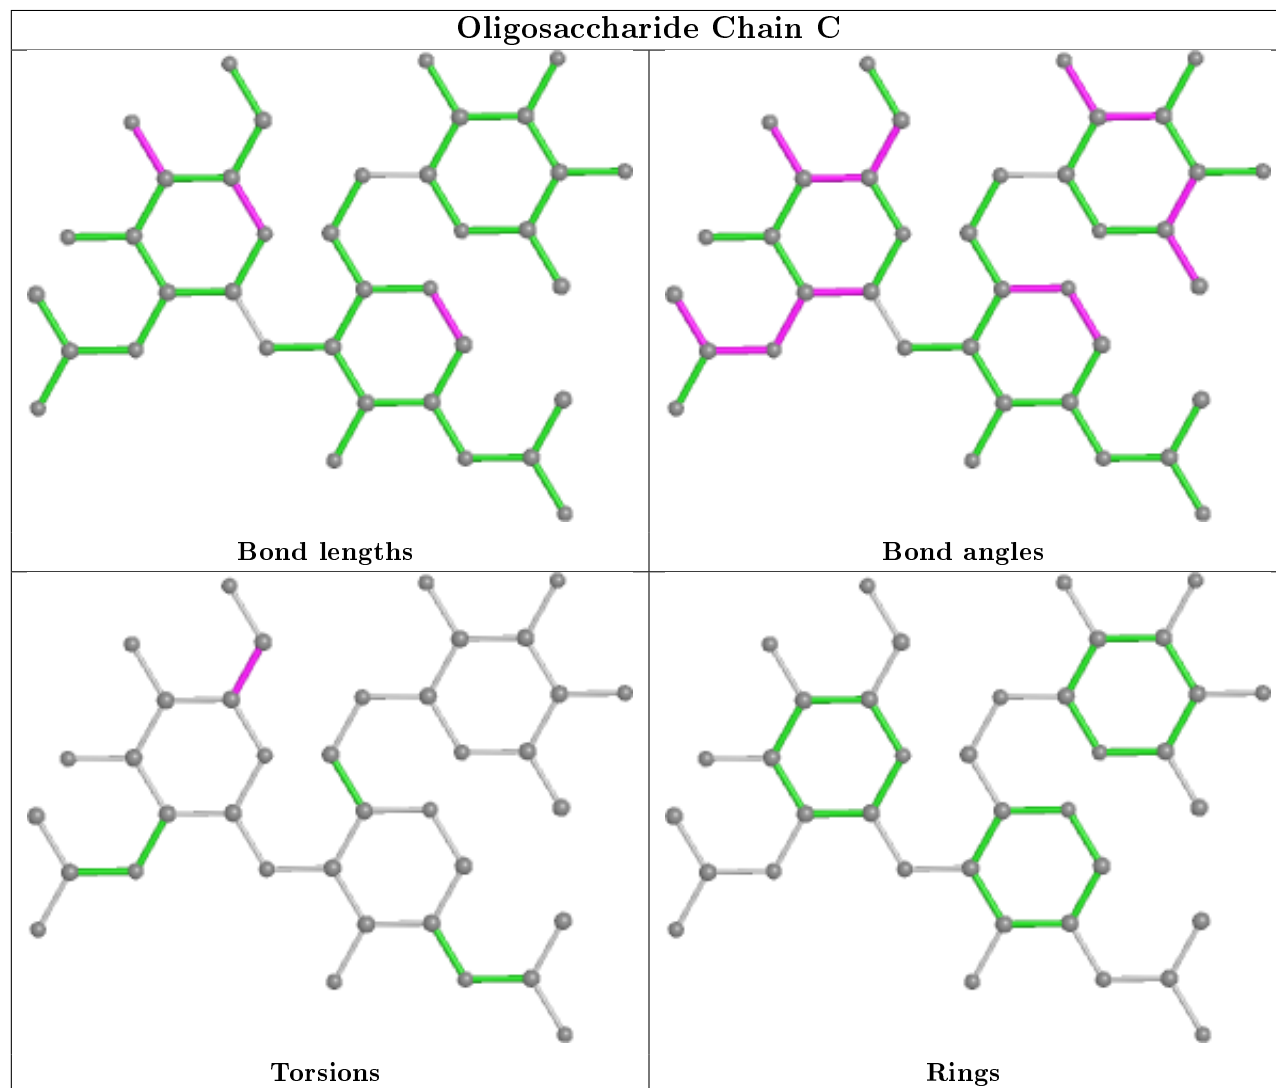 Oligosaccharide Chain C
Bond lengths
Bond angles
Torsions
Rings